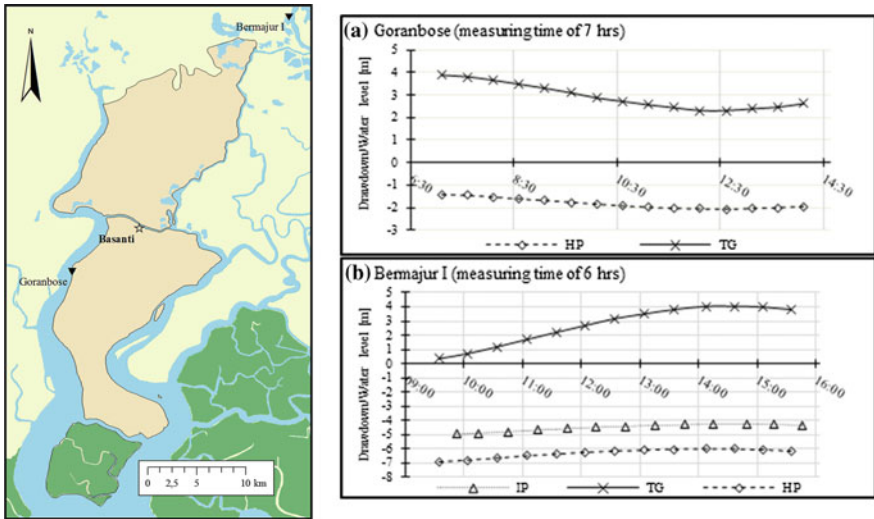 N
Bermajur I
Basanti
Goranbose
0 2,5 5 10 km
(a) Goranbose (measuring time of 7 hrs)
Drawdown/Water level [m]
5
4
3
2
1
0
-1
-2
-3
6:30 8:30 10:30 12:30 14:30
HP TG
(b) Bermajur I (measuring time of 6 hrs)
Drawdown/Water level [m]
5
4
3
2
1
0
-1
-2
-3
-4
-5
-6
-7
-8
09:00 10:00 11:00 12:00 13:00 14:00 15:00 16:00
IP TG HP